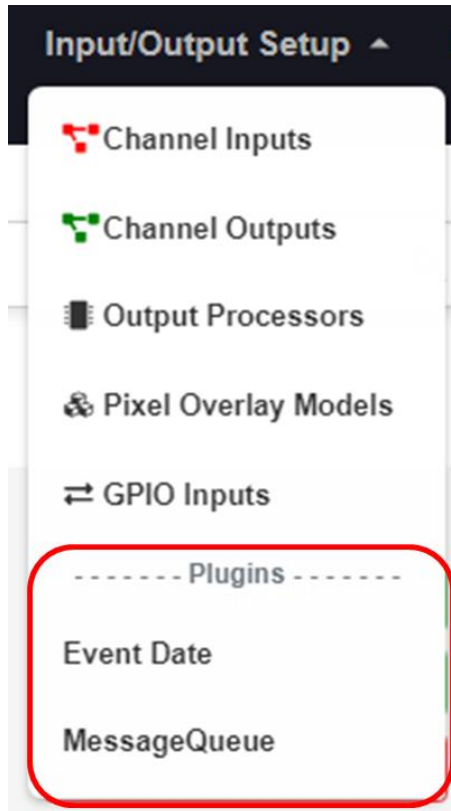 Input/Output Setup
Channel Inputs
Channel Outputs
Output Processors
Pixel Overlay Models
GPIO Inputs
------- Plugins -------
Event Date
MessageQueue